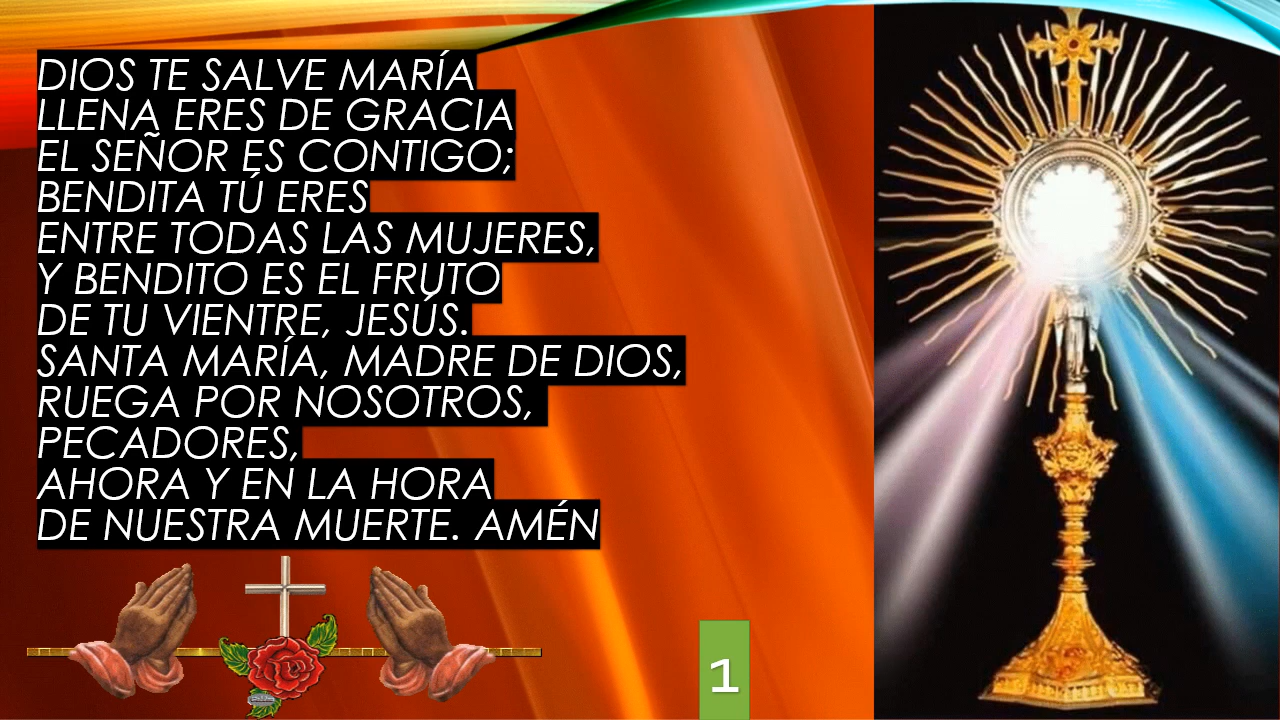 DIOS TE SALVE MARÍA
LLENA ERES DE GRACIA
EL SEÑOR ES CONTIGO;
BENDITA TÚ ERES
ENTRE TODAS LAS MUJERES,
Y BENDITO ES EL FRUTO
DE TU VIENTRE, JESÚS.
SANTA MARÍA, MADRE DE DIOS,
RUEGA POR NOSOTROS,
PECADORES,
AHORA Y EN LA HORA
DE NUESTRA MUERTE. AMÉN
1